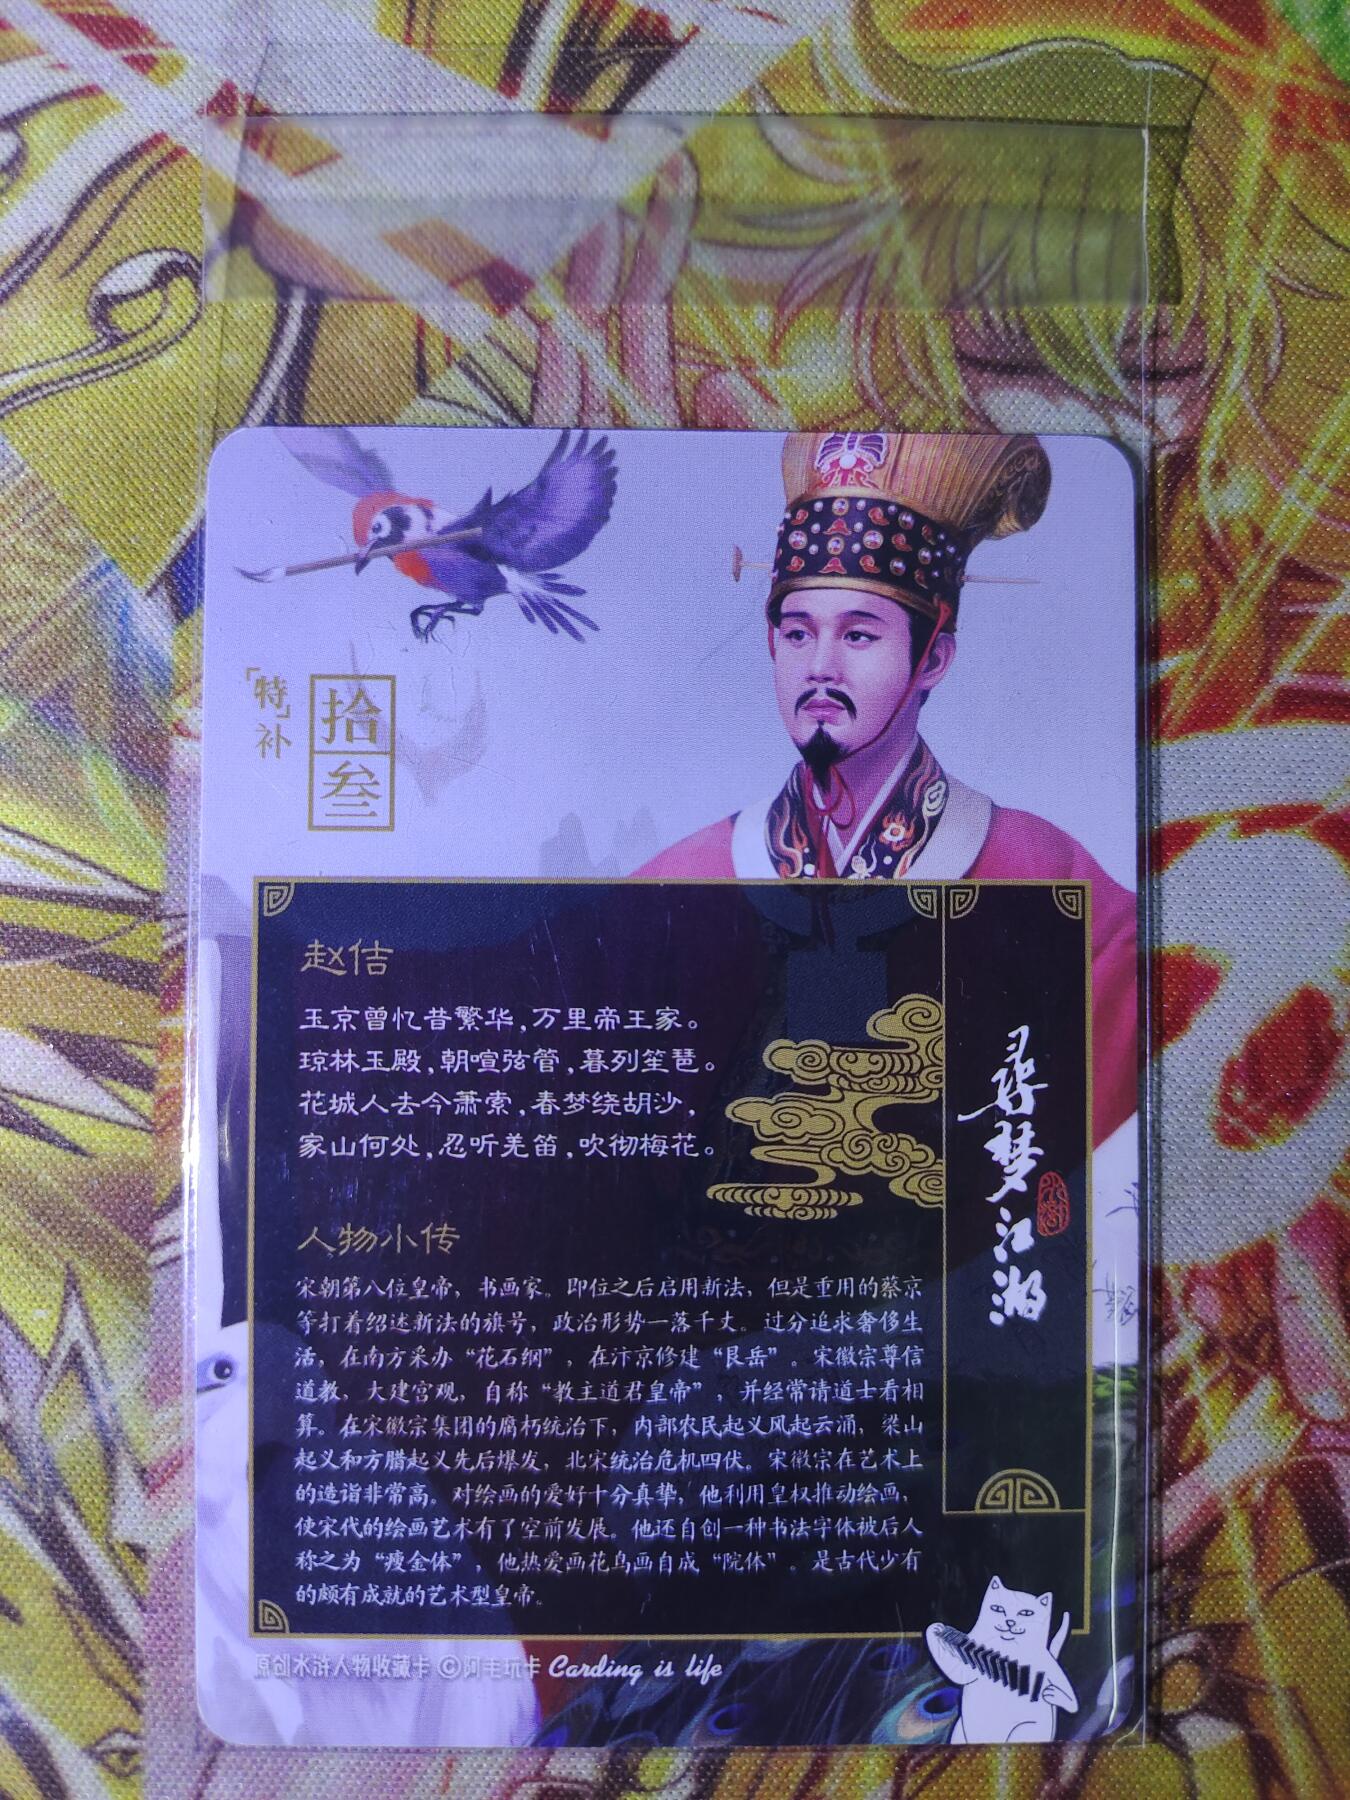 「特」补
拾叁
赵佶
玉京曾忆昔繁华,万里帝王家。
琼林玉殿,朝喧弦管,暮列笙琶。
花城人去今萧索,春梦绕胡沙,
家山何处,忍听羌笛,吹彻梅花。
寻梦江湖
水浒
人物小传
宋朝第八位皇帝，书画家。即位之后启用新法，但是重用的蔡京
等打着绍述新法的旗号，政治形势一落千丈。过分追求奢侈生
活，在南方采办“花石纲”，在汴京修建“艮岳”。宋徽宗尊信
道教，大建宫观，自称“教主道君皇帝”，并经常请道士看相
算。在宋徽宗集团的腐朽统治下，内部农民起义风起云涌，梁山
起义和方腊起义先后爆发，北宋统治危机四伏。宋徽宗在艺术上
的造诣非常高。对绘画的爱好十分真挚，他利用皇权推动绘画，
使宋代的绘画艺术有了空前发展。他还自创一种书法字体被后人
称之为“瘦金体”，他热爱画花鸟画自成“院体”。是古代少有
的颇有成就的艺术型皇帝。
原创水浒人物收藏卡 ©阿毛玩卡 Carding is life